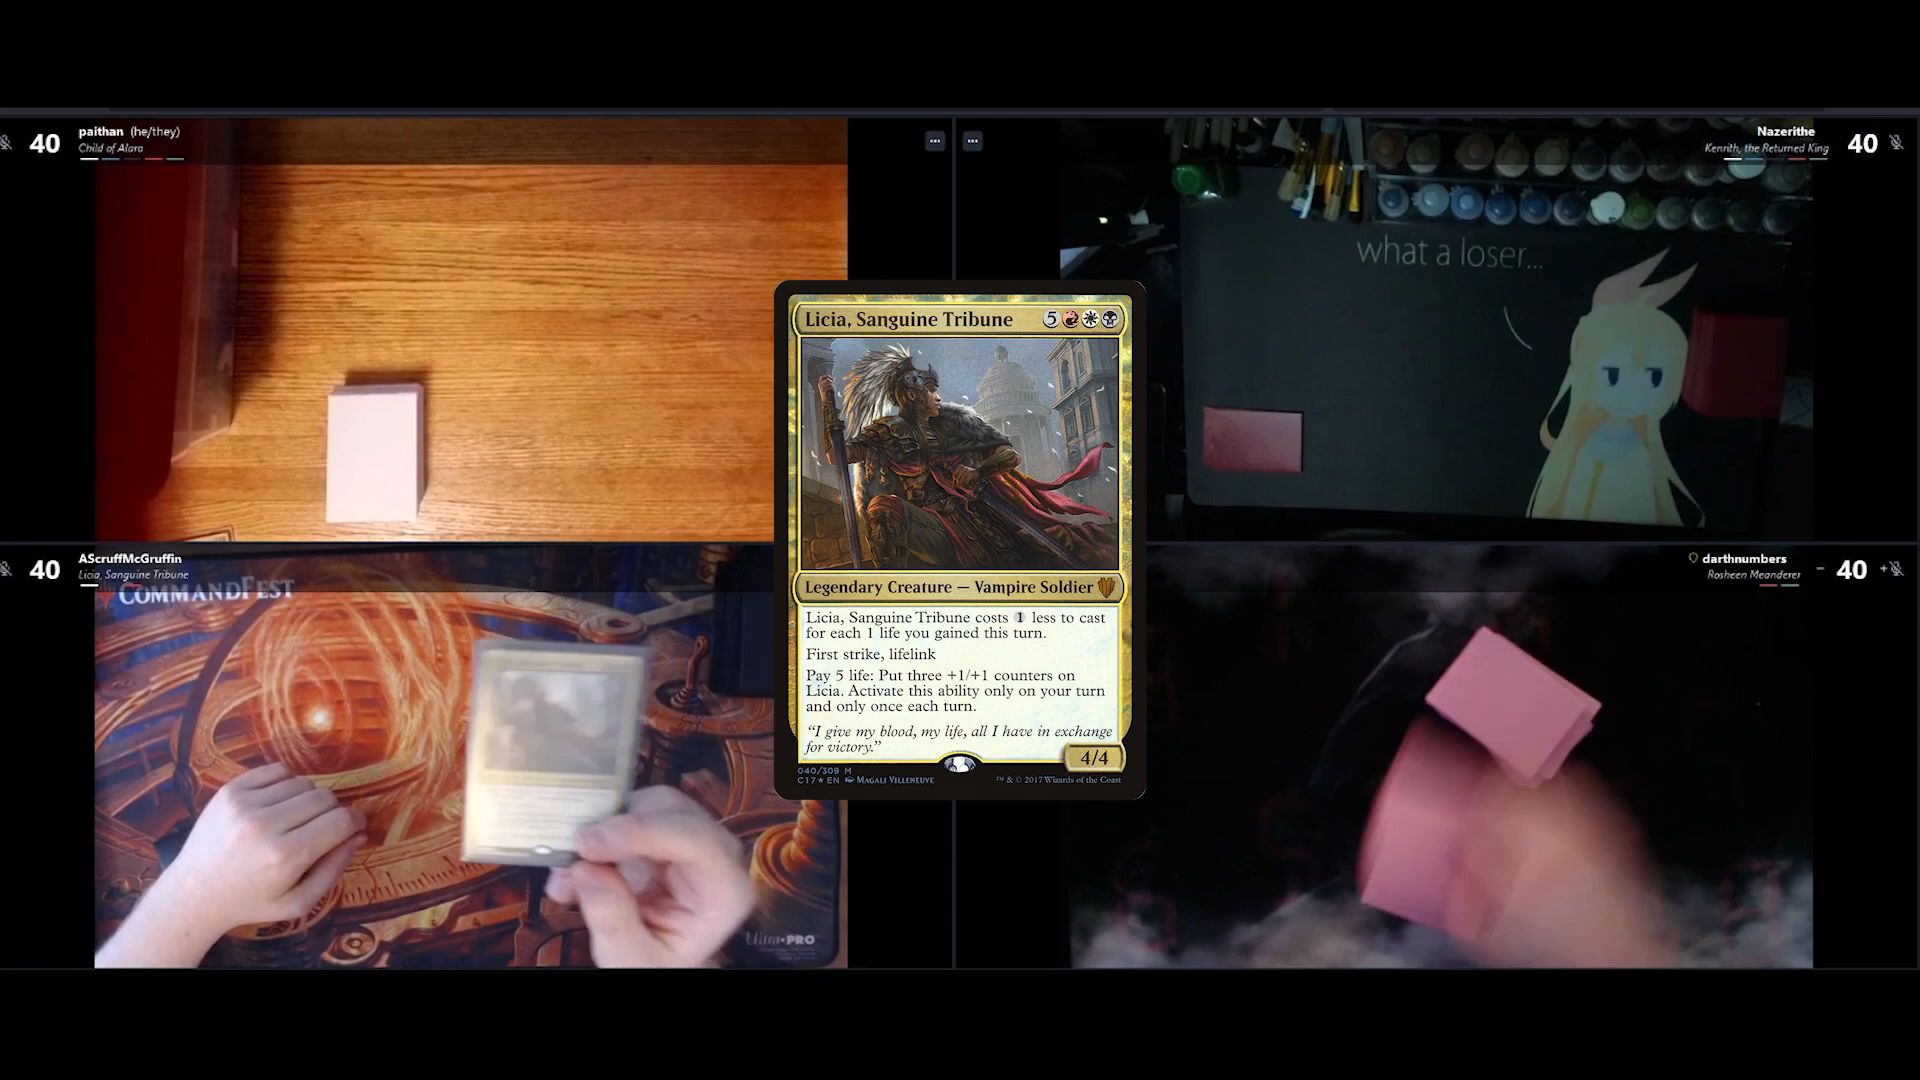 40
paithan (he/they)
Child of Alara
Nazerithe
Kenrith, the Returned King
40
what a loser...
Licia, Sanguine Tribune 5
Legendary Creature — Vampire Soldier
Licia, Sanguine Tribune costs 1 less to cast
for each 1 life you gained this turn.
First strike, lifelink
Pay 5 life: Put three +1/+1 counters on
Licia. Activate this ability only on your turn
and only once each turn.
“I give my blood, my life, all I have in exchange
for victory.”
4/4
040/309 M
C17★EN MAGALI VILLENEUVE
™ & © 2017 Wizards of the Coast
40
AScruffMcGruffin
Licia, Sanguine Tribune
COMMANDFEST
Ultra·PRO
darthnumbers
Rosheen Meanderer
− 40 +